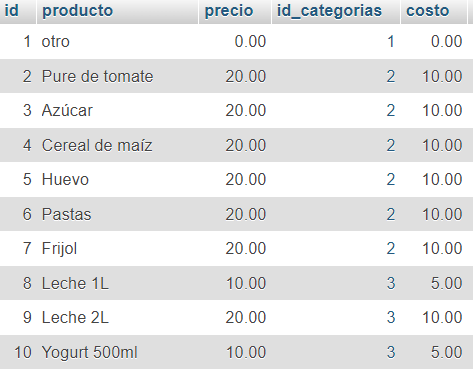 id producto precio id_categorias costo
1 otro 0.00 1 0.00
2 Pure de tomate 20.00 2 10.00
3 Azúcar 20.00 2 10.00
4 Cereal de maíz 20.00 2 10.00
5 Huevo 20.00 2 10.00
6 Pastas 20.00 2 10.00
7 Frijol 20.00 2 10.00
8 Leche 1L 10.00 3 5.00
9 Leche 2L 20.00 3 10.00
10 Yogurt 500ml 10.00 3 5.00